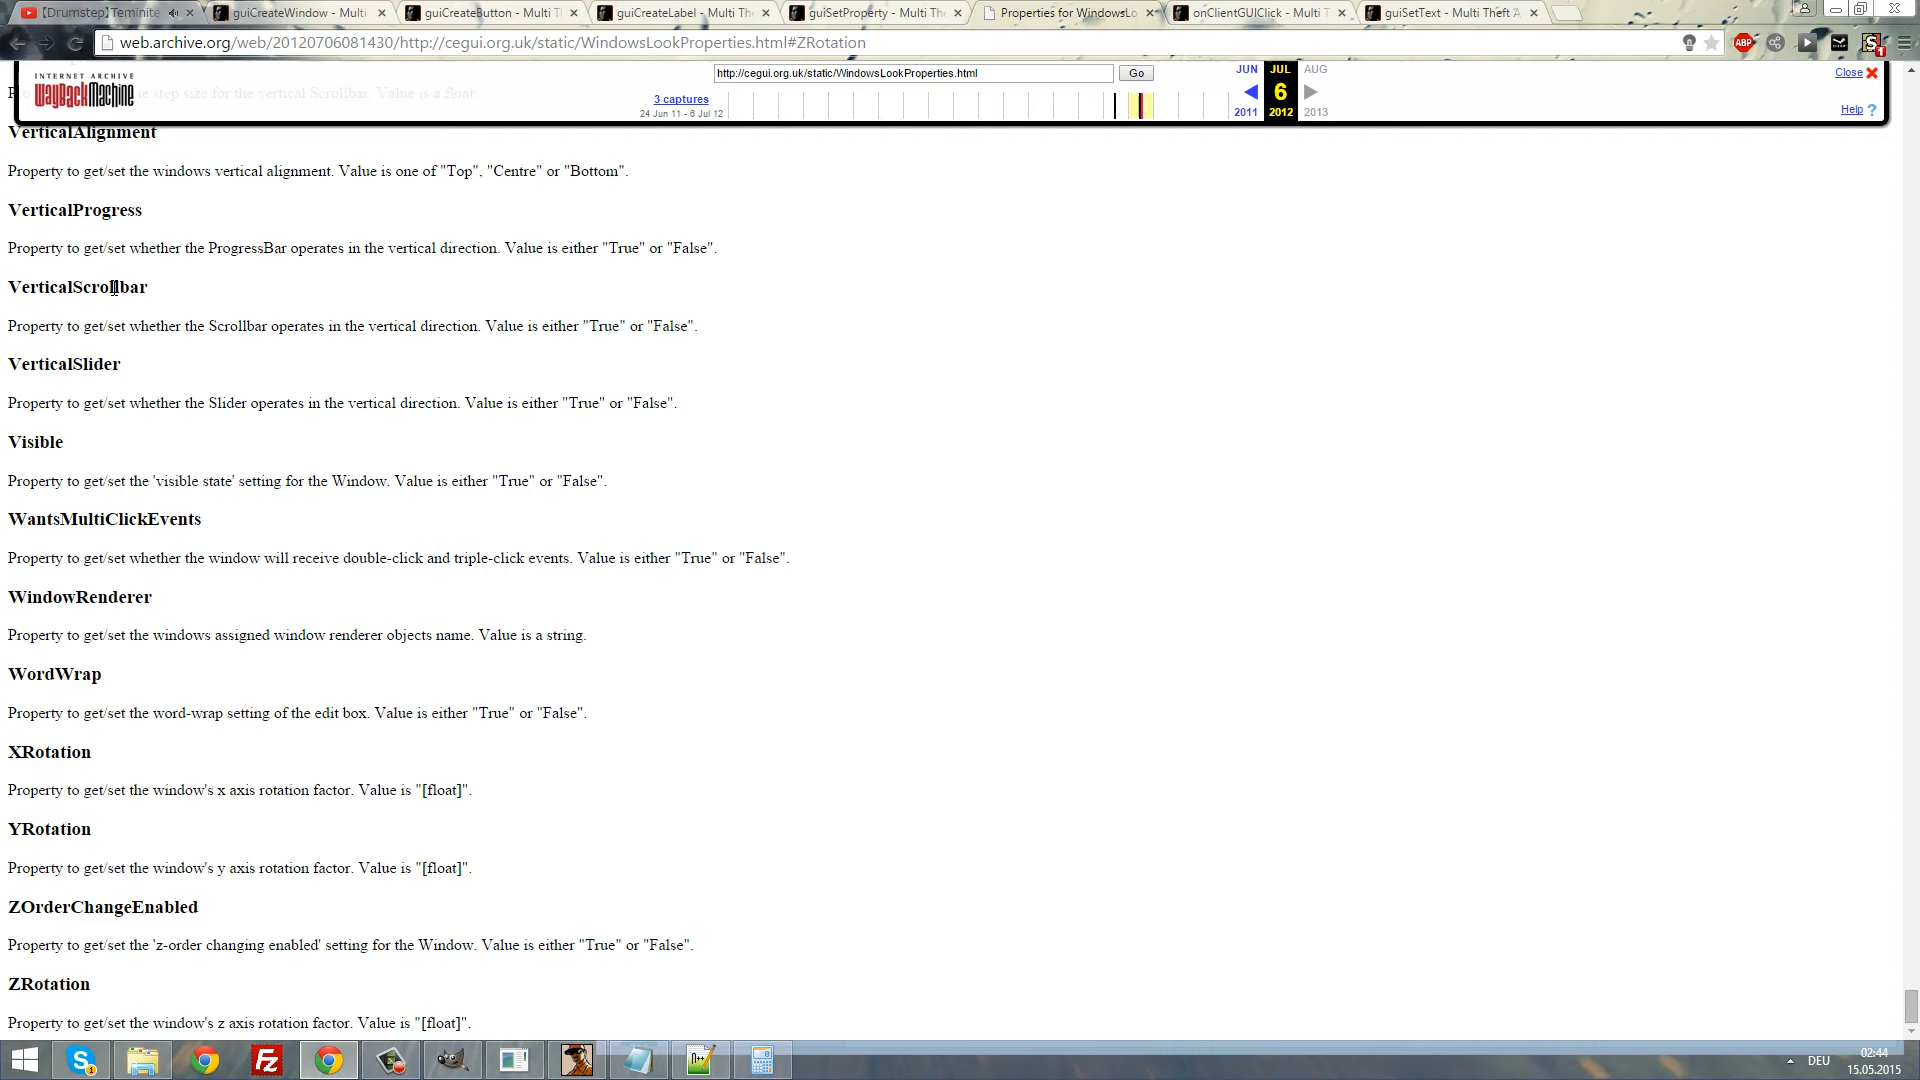 【Drumstep】Teminite
guiCreateWindow - Multi
guiCreateButton - Multi T
guiCreateLabel - Multi Th
guiSetProperty - Multi The
Properties for WindowsLo
onClientGUIClick - Multi T
guiSetText - Multi Theft A
web.archive.org/web/20120706081430/http://cegui.org.uk/static/WindowsLookProperties.html#ZRotation
ABP
INTERNET ARCHIVE
WayBackMachine
http://cegui.org.uk/static/WindowsLookProperties.html
Go
3 captures
24 Jun 11 - 6 Jul 12
JUN JUL AUG
6
2011 2012 2013
Close
Help ?
step size for the vertical Scrollbar. Value is a float.
VerticalAlignment
Property to get/set the windows vertical alignment. Value is one of "Top", "Centre" or "Bottom".
VerticalProgress
Property to get/set whether the ProgressBar operates in the vertical direction. Value is either "True" or "False".
VerticalScrollbar
Property to get/set whether the Scrollbar operates in the vertical direction. Value is either "True" or "False".
VerticalSlider
Property to get/set whether the Slider operates in the vertical direction. Value is either "True" or "False".
Visible
Property to get/set the 'visible state' setting for the Window. Value is either "True" or "False".
WantsMultiClickEvents
Property to get/set whether the window will receive double-click and triple-click events. Value is either "True" or "False".
WindowRenderer
Property to get/set the windows assigned window renderer objects name. Value is a string.
WordWrap
Property to get/set the word-wrap setting of the edit box. Value is either "True" or "False".
XRotation
Property to get/set the window's x axis rotation factor. Value is "[float]".
YRotation
Property to get/set the window's y axis rotation factor. Value is "[float]".
ZOrderChangeEnabled
Property to get/set the 'z-order changing enabled' setting for the Window. Value is either "True" or "False".
ZRotation
Property to get/set the window's z axis rotation factor. Value is "[float]".
DEU
02:44
15.05.2015